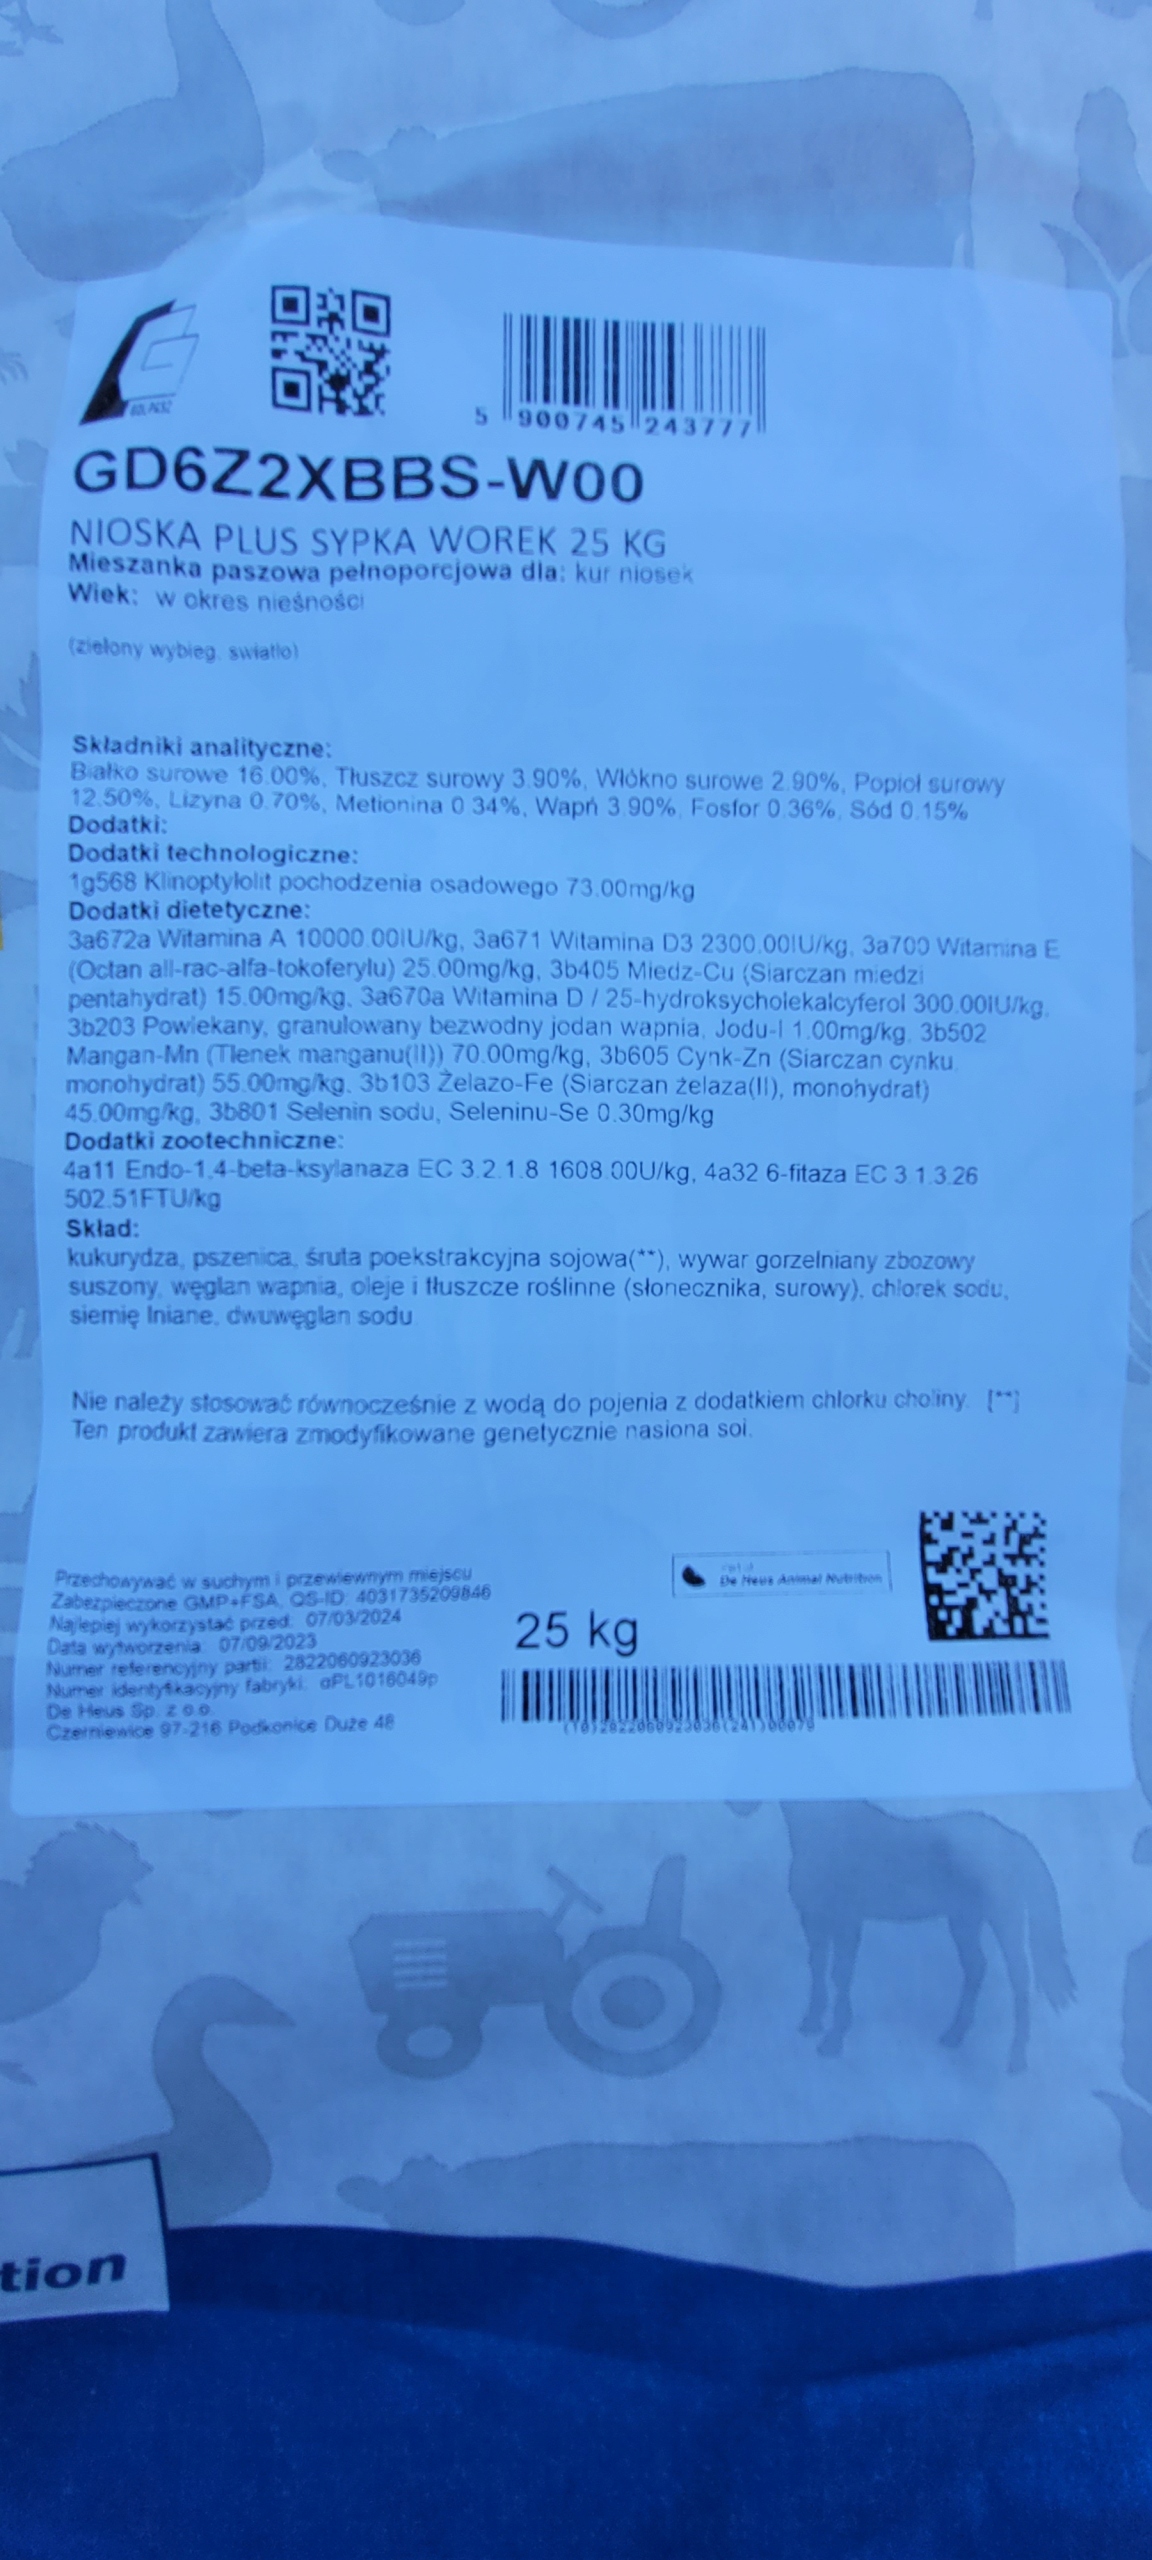 GOLPASZ
5 900745 243777
GD6Z2XBBS-W00
NIOSKA PLUS SYPKA WOREK 25 KG
Mieszanka paszowa pełnoporcjowa dla: kur niosek
Wiek: w okres nieśności
(zielony wybieg, swiatło)
Składniki analityczne:
Białko surowe 16.00%, Tłuszcz surowy 3.90%, Włókno surowe 2.90%, Popiół surowy
12.50%, Lizyna 0.70%, Metionina 0.34%, Wapń 3.90%, Fosfor 0.36%, Sód 0.15%
Dodatki:
Dodatki technologiczne:
1g568 Klinoptylolit pochodzenia osadowego 73.00mg/kg
Dodatki dietetyczne:
3a672a Witamina A 10000.00IU/kg, 3a671 Witamina D3 2300.00IU/kg, 3a700 Witamina E
(Octan all-rac-alfa-tokoferylu) 25.00mg/kg, 3b405 Miedz-Cu (Siarczan miedzi
pentahydrat) 15.00mg/kg, 3a670a Witamina D / 25-hydroksycholekalcyferol 300.00IU/kg,
3b203 Powlekany, granulowany bezwodny jodan wapnia, Jodu-I 1.00mg/kg, 3b502
Mangan-Mn (Tlenek manganu(II)) 70.00mg/kg, 3b605 Cynk-Zn (Siarczan cynku
monohydrat) 55.00mg/kg, 3b103 Żelazo-Fe (Siarczan żelaza(II), monohydrat)
45.00mg/kg, 3b801 Selenin sodu, Seleninu-Se 0.30mg/kg
Dodatki zootechniczne:
4a11 Endo-1,4-beta-ksylanaza EC 3.2.1.8 1608.00U/kg, 4a32 6-fitaza EC 3.1.3.26
502.51FTU/kg
Skład:
kukurydza, pszenica, śruta poekstrakcyjna sojowa(**), wywar gorzelniany zbozowy
suszony, węglan wapnia, oleje i tłuszcze roślinne (słonecznika, surowy), chlorek sodu,
siemię lniane, dwuwęglan sodu
Nie należy stosować równocześnie z wodą do pojenia z dodatkiem chlorku choliny. [**]
Ten produkt zawiera zmodyfikowane genetycznie nasiona soi.
Przechowywać w suchym i przewiewnym miejscu
Zabezpieczone GMP+FSA, QS-ID: 4031735209846
Najlepiej wykorzystać przed: 07/03/2024
Data wytworzenia: 07/09/2023
Numer referencyjny partii: 2822060923036
Numer identyfikacyjny fabryki: αPL1016049p
De Heus Sp. z o.o.
Czerniewice 97-216 Podkonice Duże 48
De Heus Animal Nutrition
25 kg
(10)2822060923036(241)00079
tion